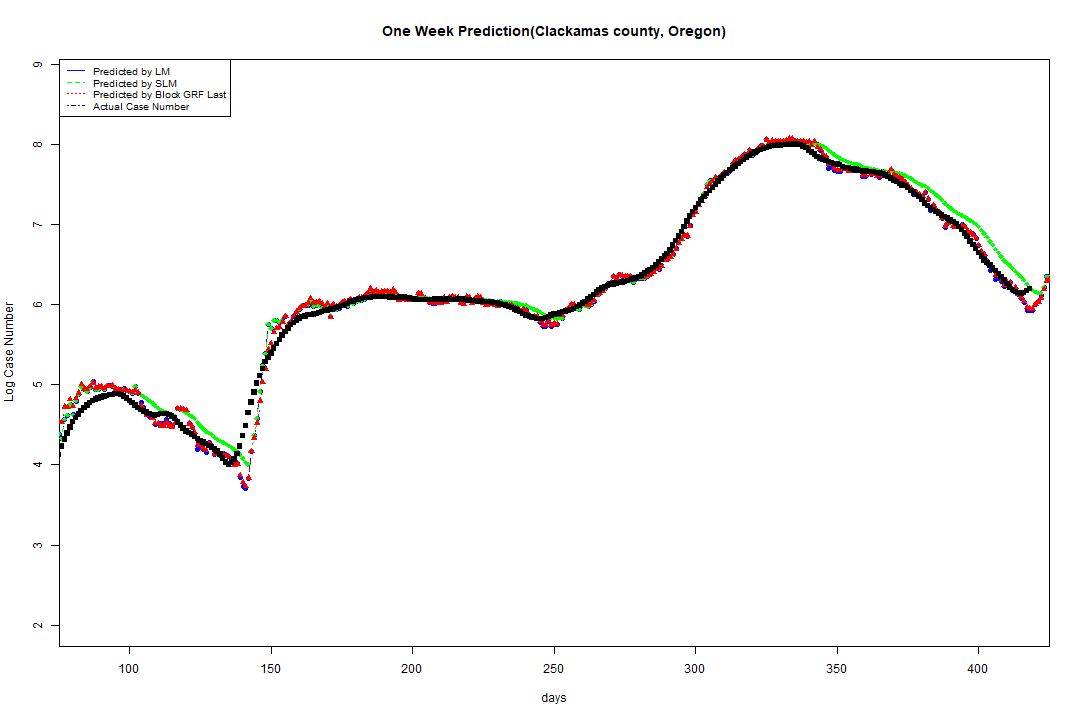 One Week Prediction(Clackamas county, Oregon)
Predicted by LM
Predicted by SLM
Predicted by Block GRF Last
Actual Case Number
9
8
7
6
5
4
3
2
Log Case Number
100 150 200 250 300 350 400
days